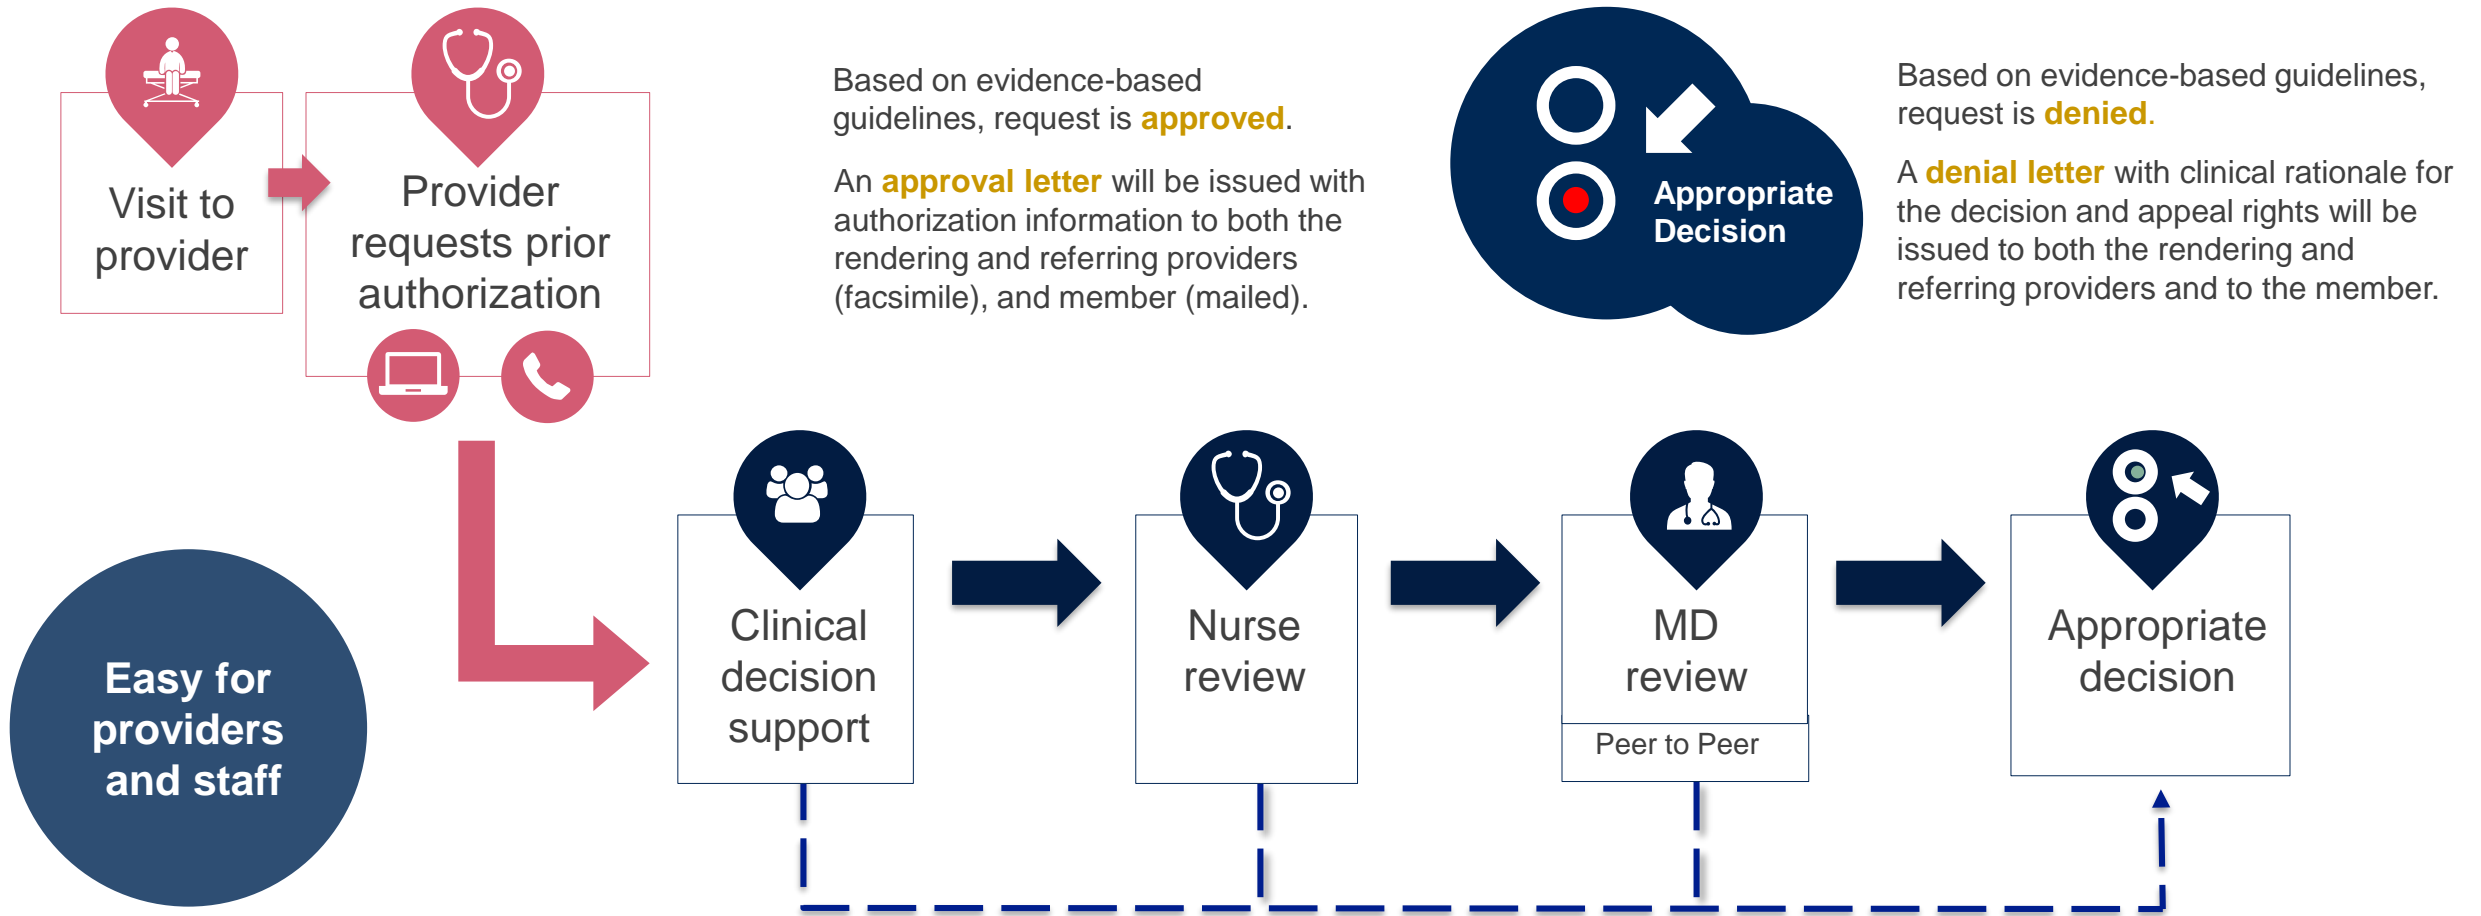 Visit to
provider
Provider
requests prior
authorization
Based on evidence-based
guidelines, request is approved.
An approval letter will be issued with
authorization information to both the
rendering and referring providers
(facsimile), and member (mailed).
Appropriate
Decision
Based on evidence-based guidelines,
request is denied.
A denial letter with clinical rationale for
the decision and appeal rights will be
issued to both the rendering and
referring providers and to the member.
Easy for
providers
and staff
Clinical
decision
support
Nurse
review
MD
review
Peer to Peer
Appropriate
decision